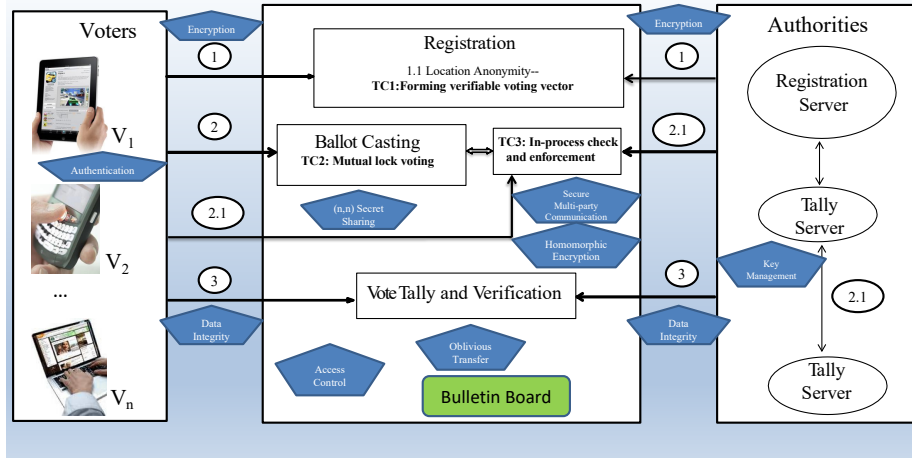 Voters
Encryption
1
V1
2
Authentication
2.1
V2
...
3
Data
Integrity
Vn
Registration
1.1 Location Anonymity--
TC1:Forming verifiable voting vector
Ballot Casting
TC2: Mutual lock voting
TC3: In-process check
and enforcement
(n,n) Secret
Sharing
Secure
Multi-party
Communication
Homomorphic
Encryption
Vote Tally and Verification
Oblivious
Transfer
Access
Control
Bulletin Board
Encryption
1
2.1
3
Data
Integrity
Authorities
Registration
Server
Tally
Server
Key
Management
2.1
Tally
Server